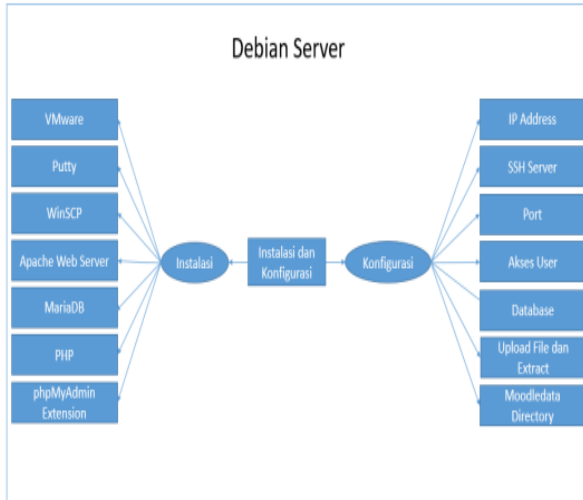 Debian Server
VMware
Putty
WinSCP
Apache Web Server
MariaDB
PHP
phpMyAdmin
Extension
Instalasi
Instalasi dan
Konfigurasi
Konfigurasi
IP Address
SSH Server
Port
Akses User
Database
Upload File dan
Extract
Moodledata
Directory